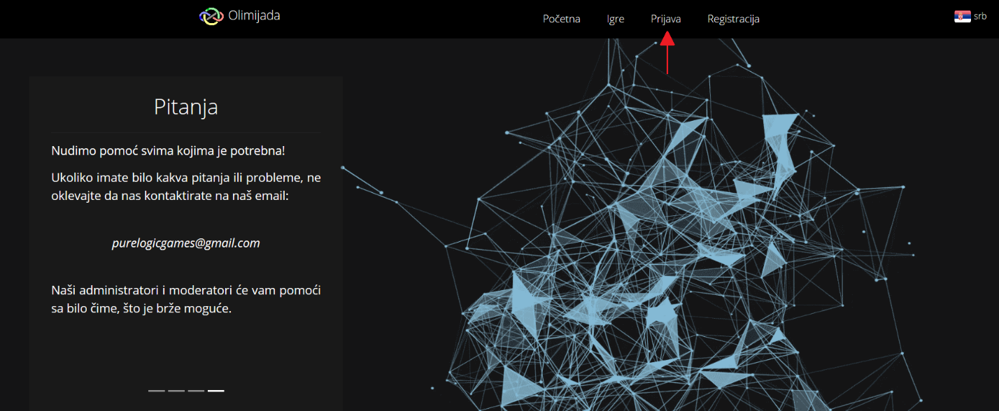 Olimijada
Početna Igre Prijava Registracija
srb
Pitanja
Nudimo pomoć svima kojima je potrebna!
Ukoliko imate bilo kakva pitanja ili probleme, ne
oklevajte da nas kontaktirate na naš email:
purelogicgames@gmail.com
Naši administratori i moderatori će vam pomoći
sa bilo čime, što je brže moguće.